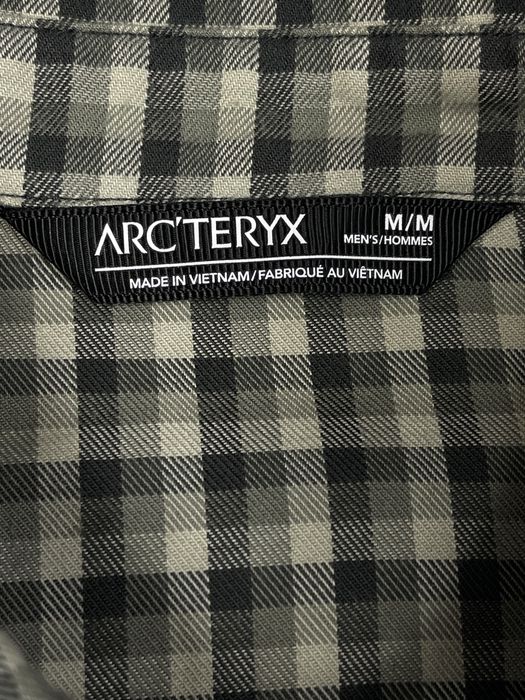 ARC'TERYX
M/M
MEN'S/HOMMES
MADE IN VIETNAM/FABRIQUÉ AU VIÊTNAM